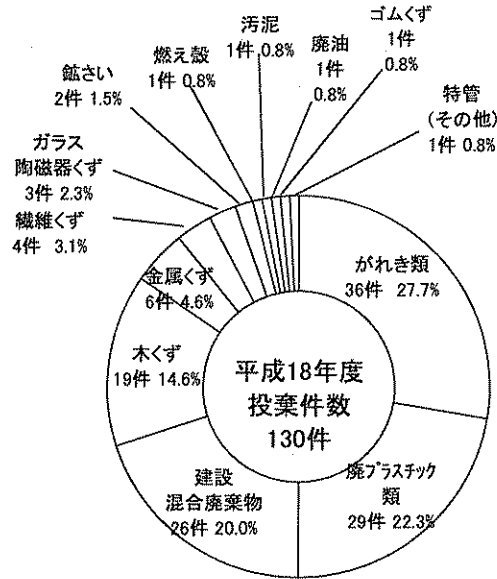 汚泥
1件 0.8%
ゴムくず
1件
0.8%
燃え殻
1件 0.8%
廃油
1件
0.8%
鉱さい
2件 1.5%
特管
(その他)
1件 0.8%
ガラス
陶磁器くず
3件 2.3%
繊維くず
4件 3.1%
金属くず
6件 4.6%
木くず
19件 14.6%
がれき類
36件 27.7%
平成18年度
投棄件数
130件
建設
混合廃棄物
26件 20.0%
廃プラスチック
類
29件 22.3%